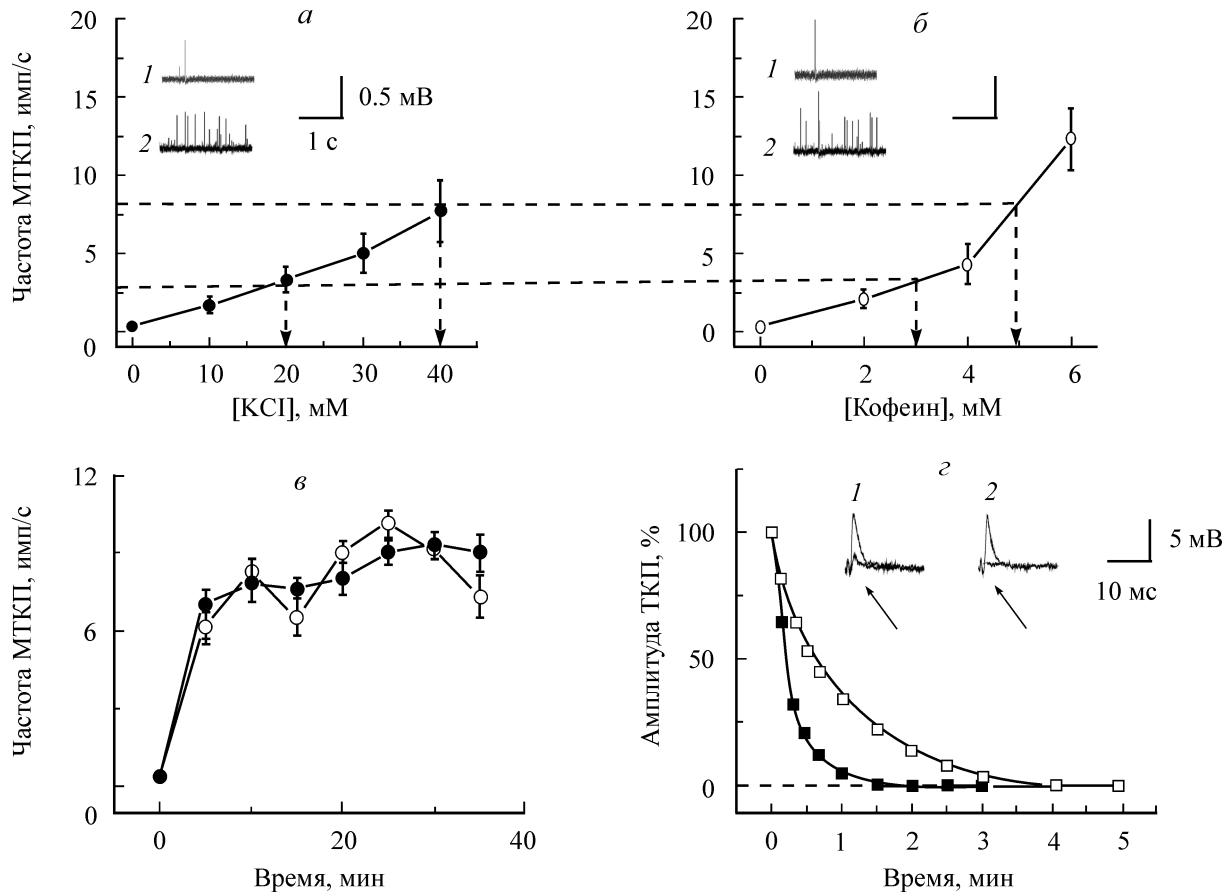 а
Частота МТКП, имп/с
20
15
10
5
0
1
2
0.5 мВ
1 с
0 10 20 30 40
[KCl], мМ
б
20
15
10
5
0
1
2
0 2 4 6
[Кофеин], мМ
в
Частота МТКП, имп/с
12
6
0
0 20 40
Время, мин
г
Амплитуда ТКП, %
100
50
0
1 2
5 мВ
10 мс
0 1 2 3 4 5
Время, мин